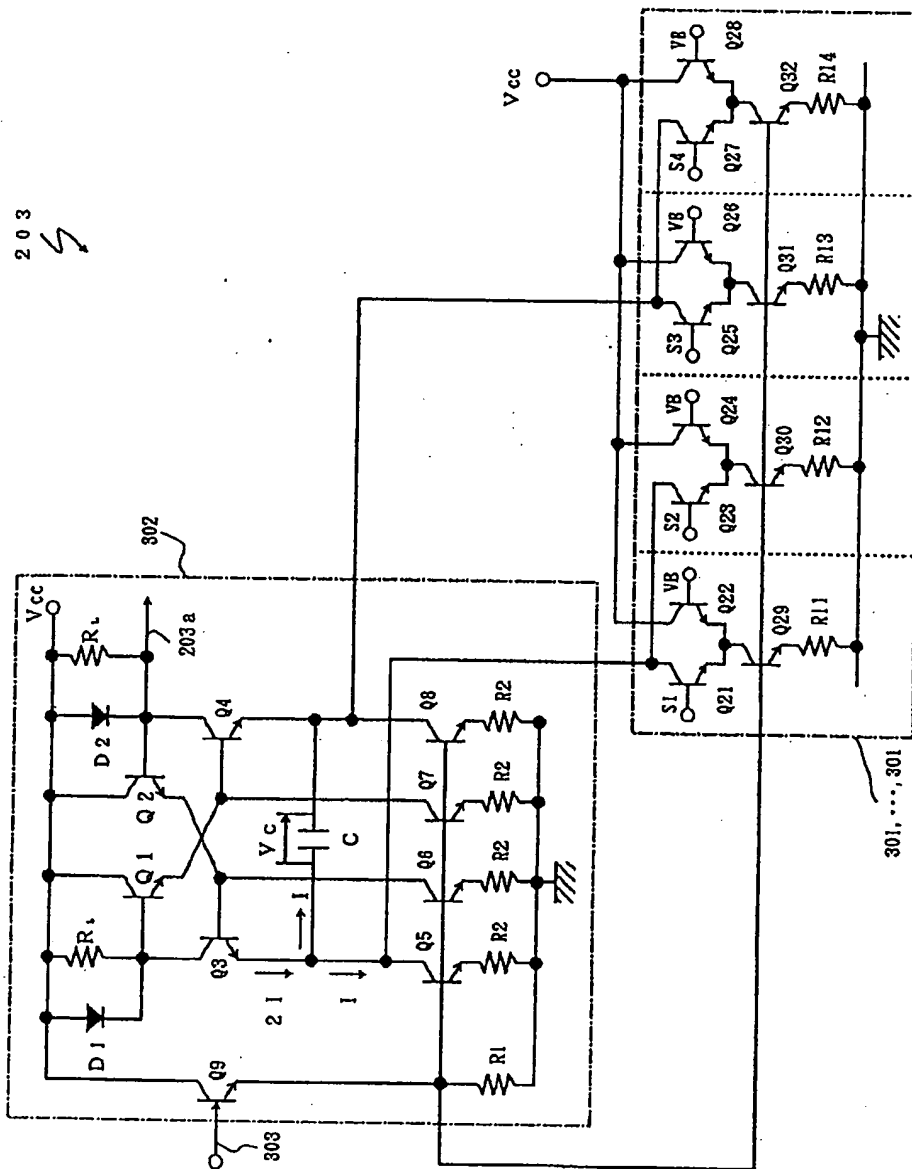 203
302
Vcc
RL
203a
D2
Q2
Q4
Q1
RL
D1
Q3
Q9
303
Vc
C
I
2I
I
Q8
Q7
Q6
Q5
R2
R2
R2
R2
R1
Vcc
VB
Q28
S4
Q27
Q32
R14
VB
Q26
S3
Q25
Q31
R13
VB
Q24
S2
Q23
Q30
R12
VB
Q22
S1
Q21
Q29
R11
301,…,301